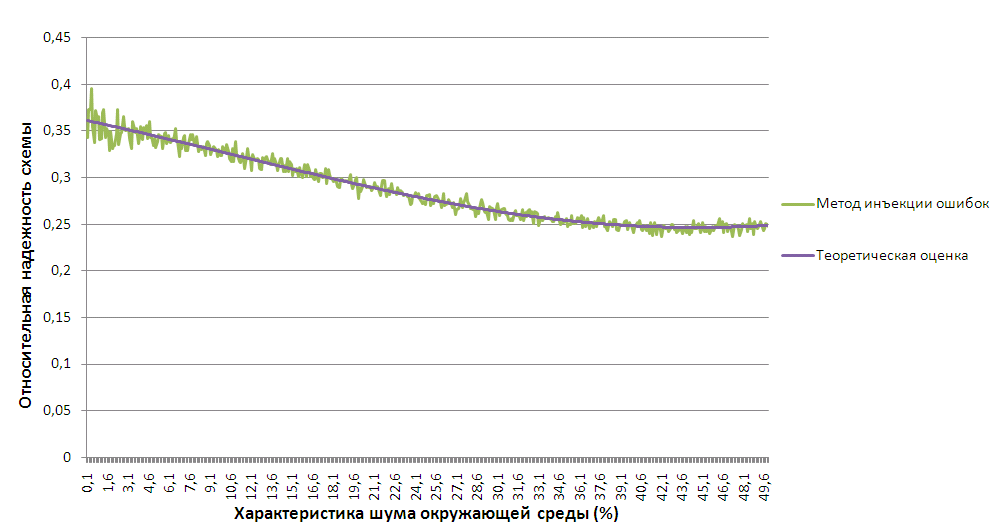 0,45
0,4
0,35
0,3
0,25
0,2
0,15
0,1
0,05
0
Относительная надежность схемы
0,1 1,6 3,1 4,6 6,1 7,6 9,1 10,6 12,1 13,6 15,1 16,6 18,1 19,6 21,1 22,6 24,1 25,6 27,1 28,6 30,1 31,6 33,1 34,6 36,1 37,6 39,1 40,6 42,1 43,6 45,1 46,6 48,1 49,6
Характеристика шума окружающей среды (%)
Метод инъекции ошибок
Теоретическая оценка